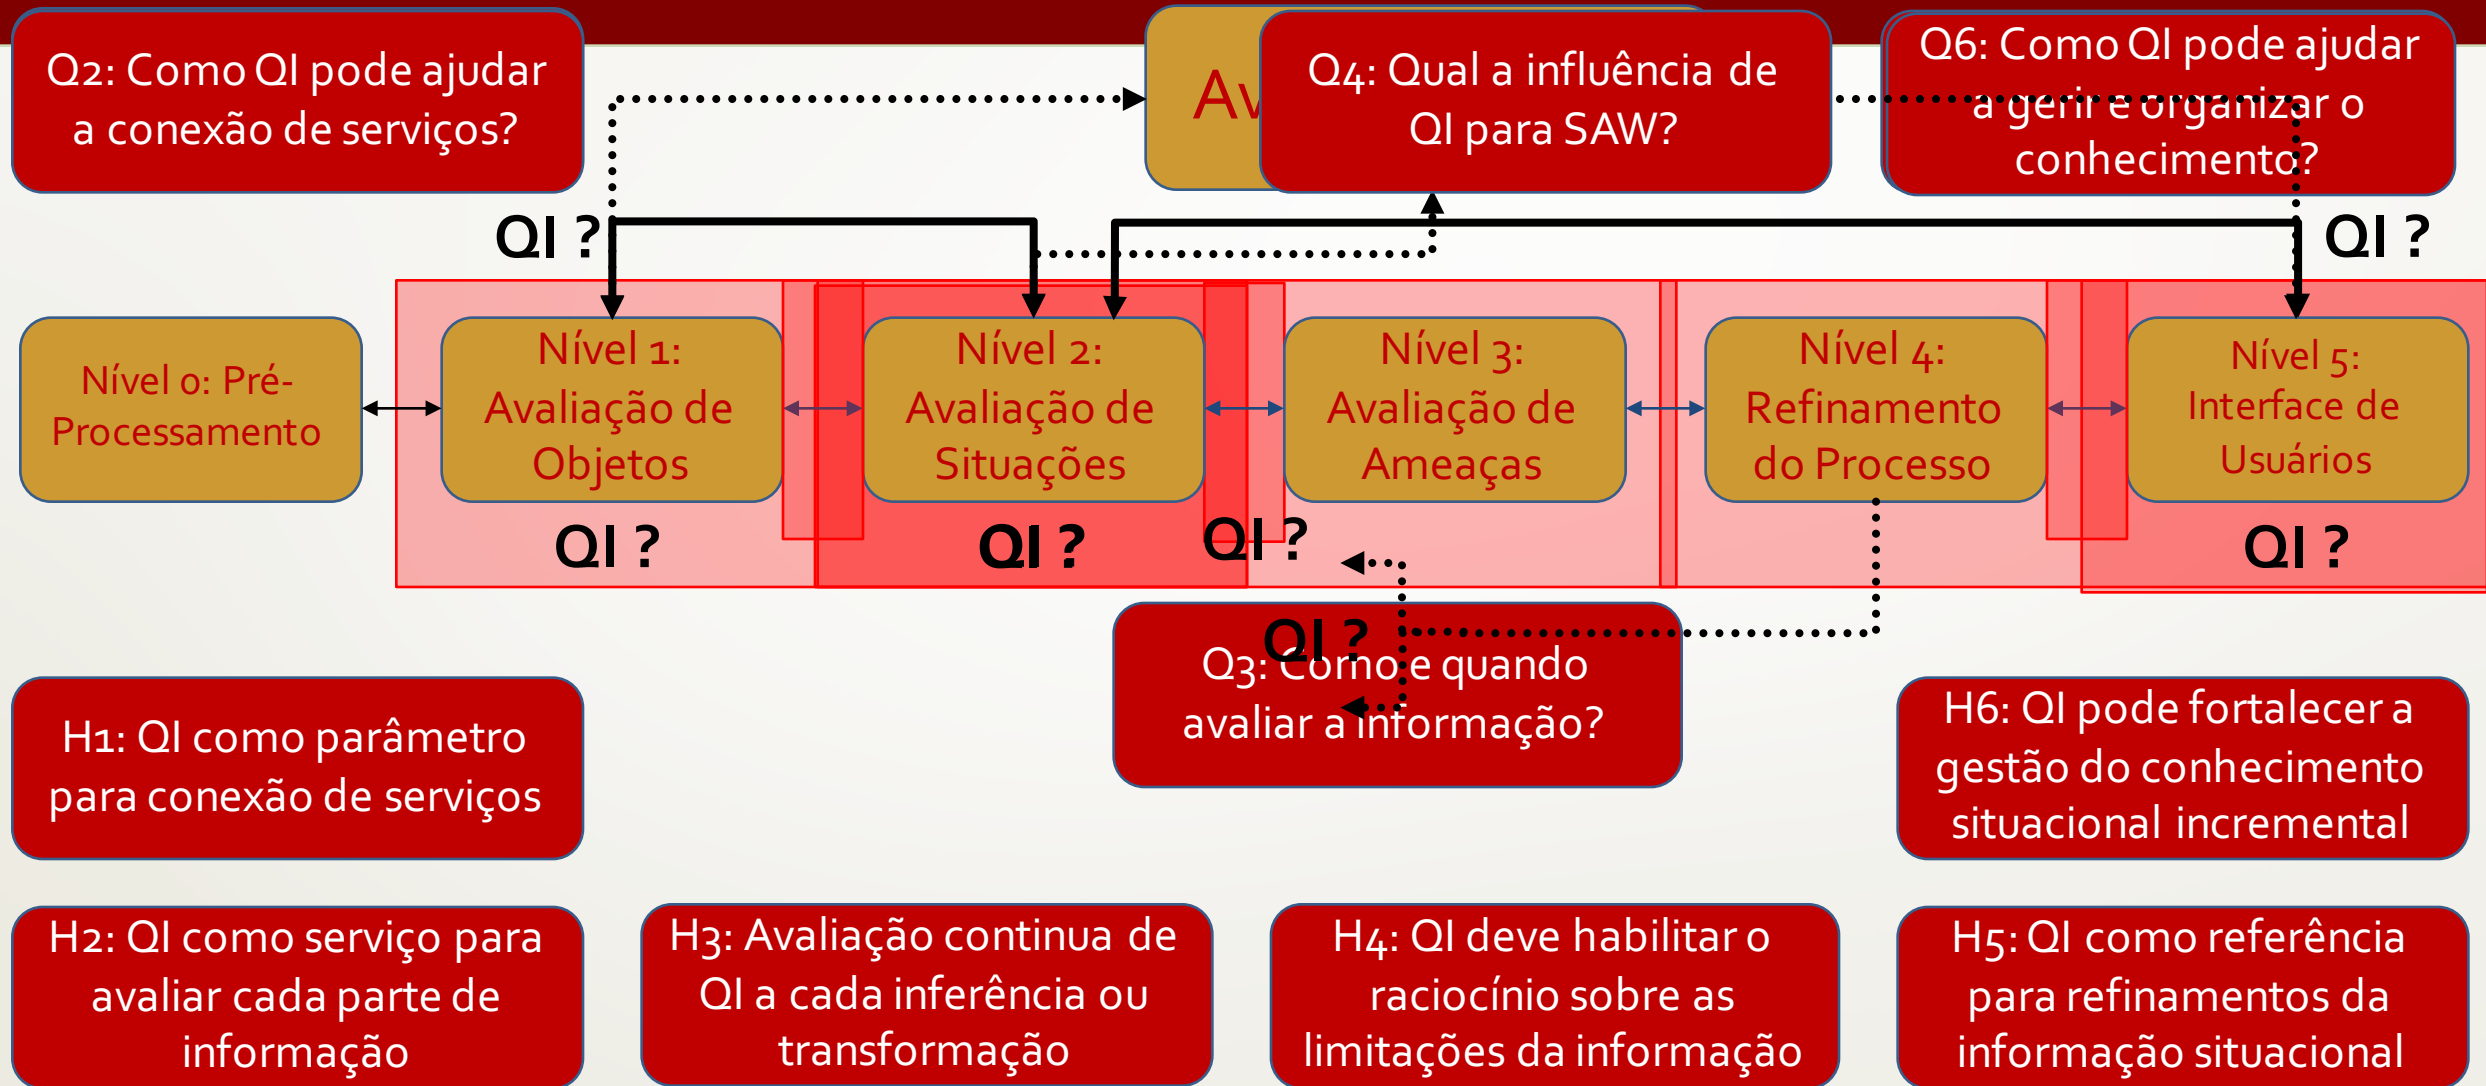 Q2: Como QI pode ajudar
a conexão de serviços?
Q4: Qual a influência de
QI para SAW?
Q6: Como QI pode ajudar
a gerir e organizar o
conhecimento?
QI ?
QI ?
Nível 0: Pré-
Processamento
Nível 1:
Avaliação de
Objetos
Nível 2:
Avaliação de
Situações
Nível 3:
Avaliação de
Ameaças
Nível 4:
Refinamento
do Processo
Nível 5:
Interface de
Usuários
QI ?
QI ?
QI ?
QI ?
QI ?
Q3: Como e quando
avaliar a informação?
H1: QI como parâmetro
para conexão de serviços
H6: QI pode fortalecer a
gestão do conhecimento
situacional incremental
H2: QI como serviço para
avaliar cada parte de
informação
H3: Avaliação continua de
QI a cada inferência ou
transformação
H4: QI deve habilitar o
raciocínio sobre as
limitações da informação
H5: QI como referência
para refinamentos da
informação situacional